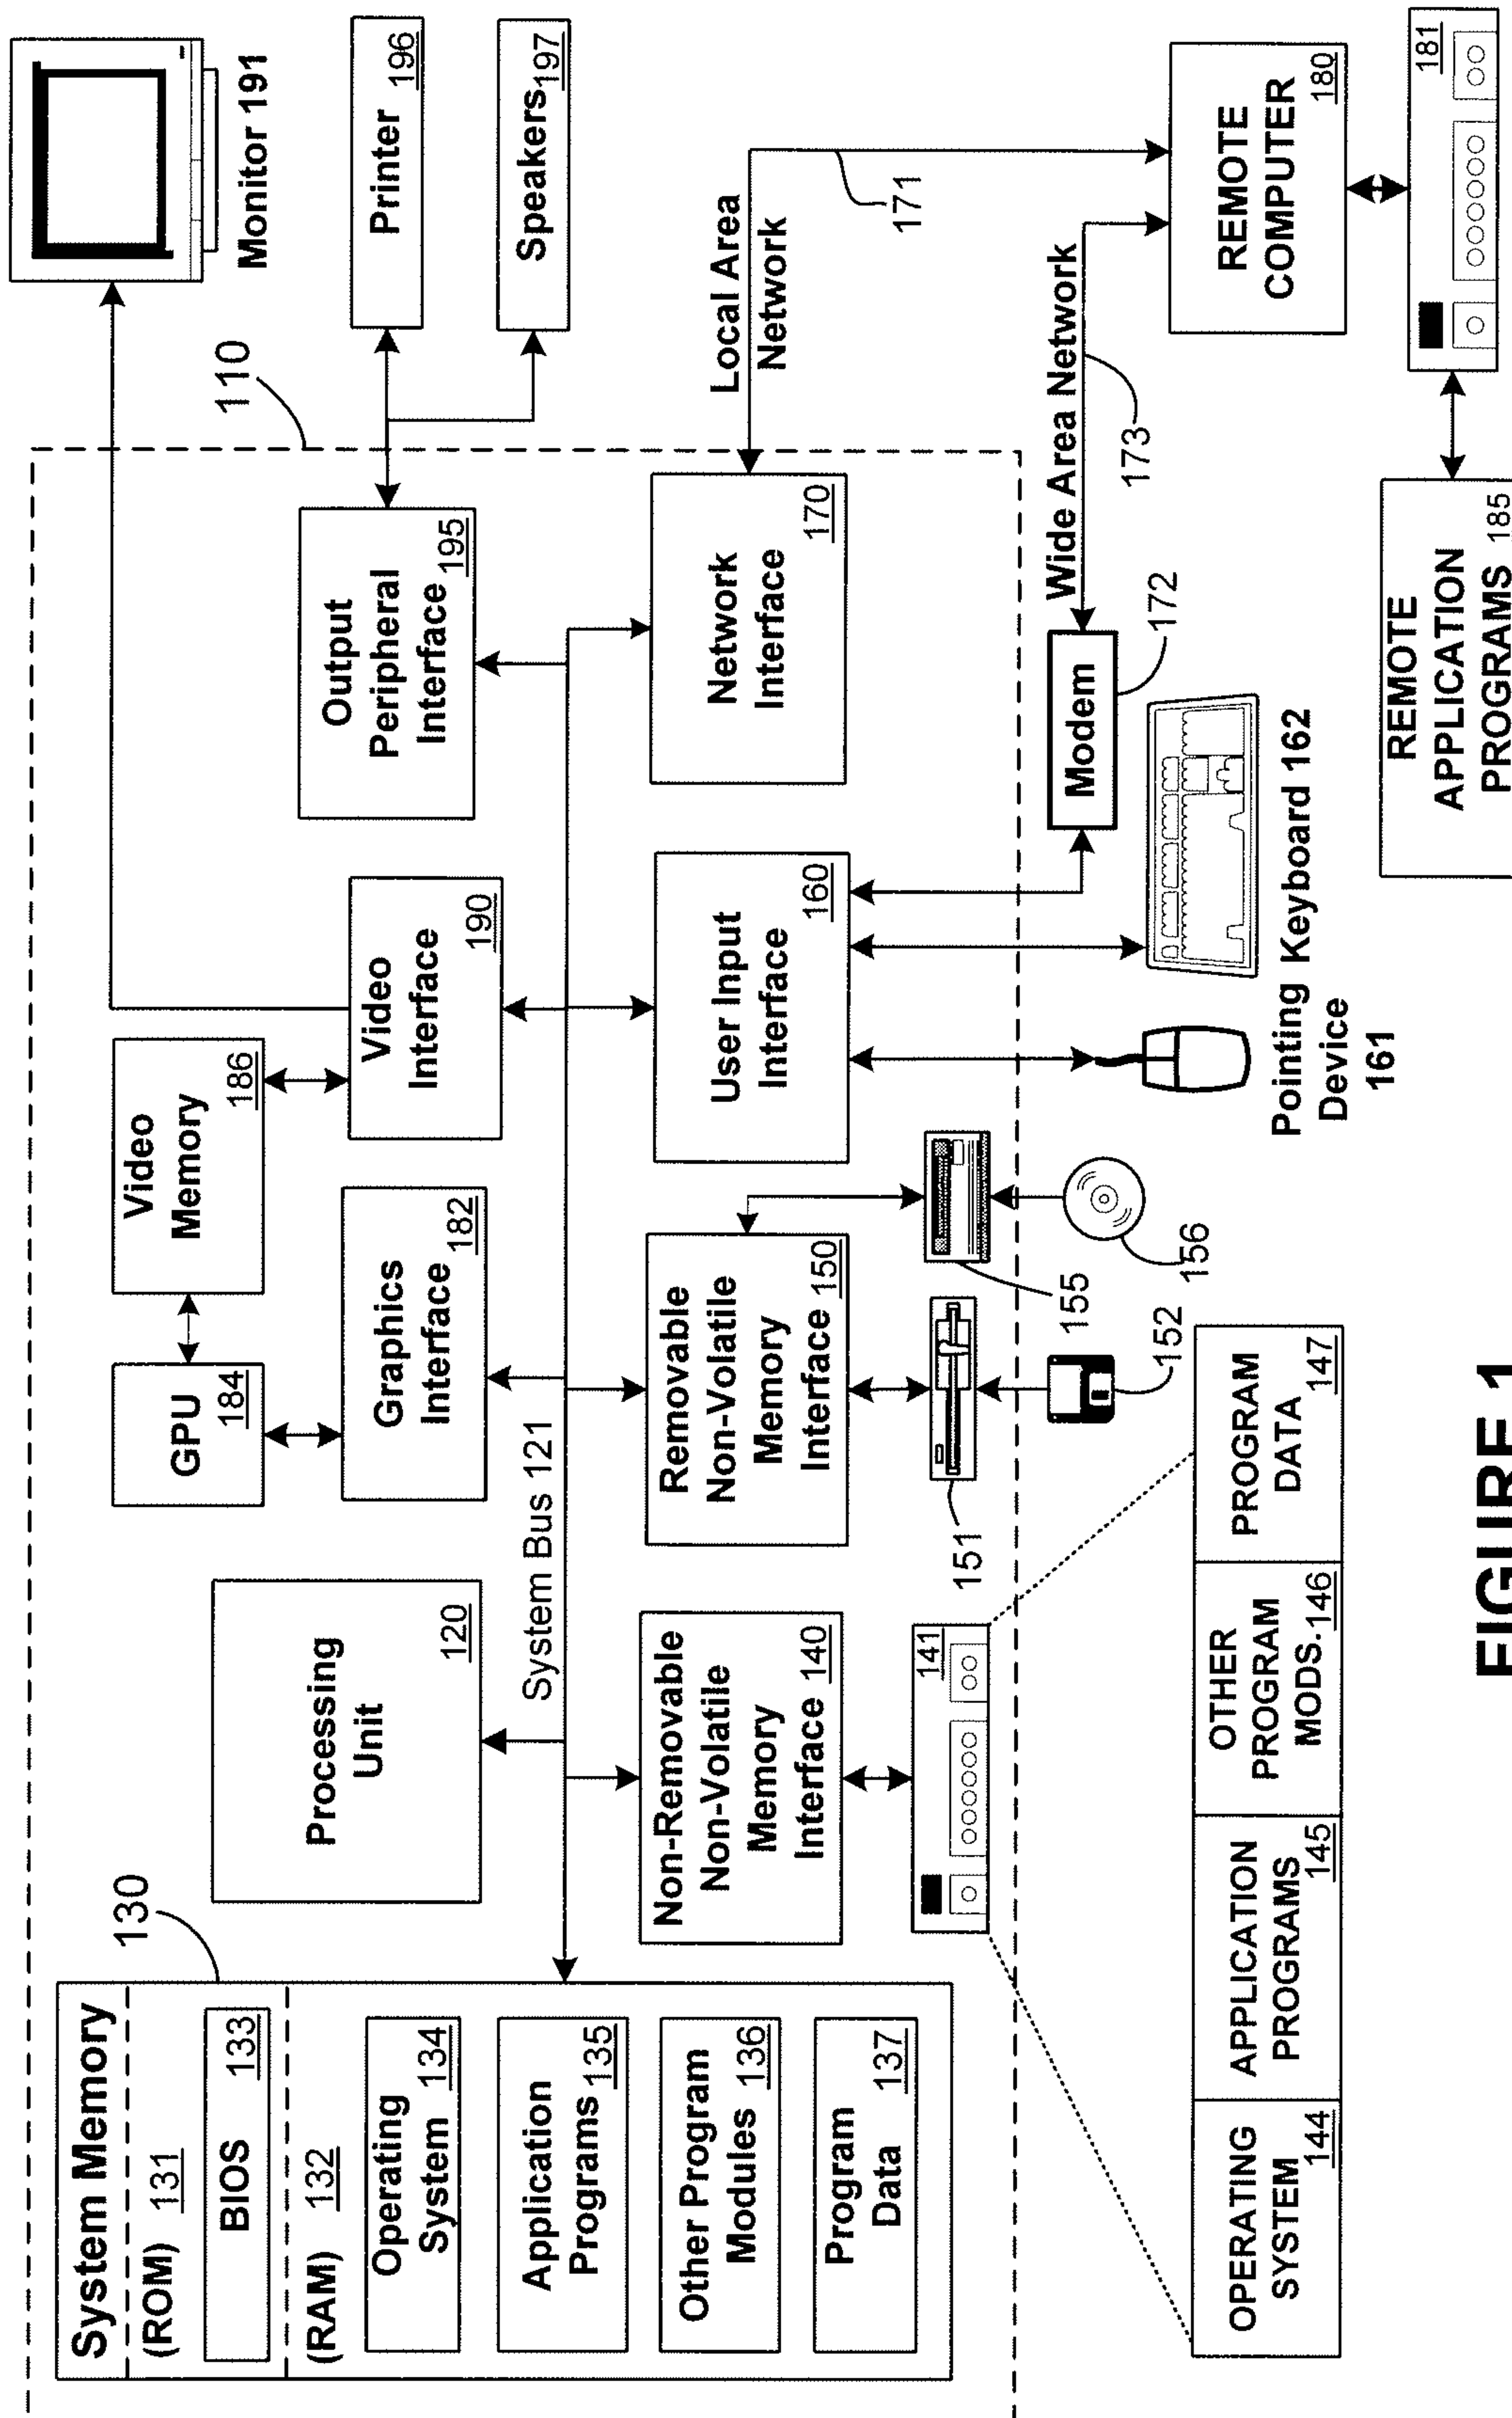 System Memory
(ROM) 131
BIOS 133
(RAM) 132
Operating
System 134
Application
Programs 135
Other Program
Modules 136
Program
Data 137
130
Processing
Unit
120
GPU
184
Video
Memory
186
Graphics
Interface
182
Video
Interface
190
Output
Peripheral
Interface 195
110
Monitor 191
Printer
196
Speakers 197
System Bus 121
Non-Removable
Non-Volatile
Memory
Interface 140
Removable
Non-Volatile
Memory
Interface 150
User Input
Interface
160
Network
Interface
170
Local Area
Network
171
141
151
152
155
156
Modem
172
Wide Area Network
173
Keyboard 162
Pointing
Device
161
REMOTE
COMPUTER
180
181
REMOTE
APPLICATION
PROGRAMS 185
OPERATING
SYSTEM 144
APPLICATION
PROGRAMS 145
OTHER
PROGRAM
MODS. 146
PROGRAM
DATA 147
FIGURE 1